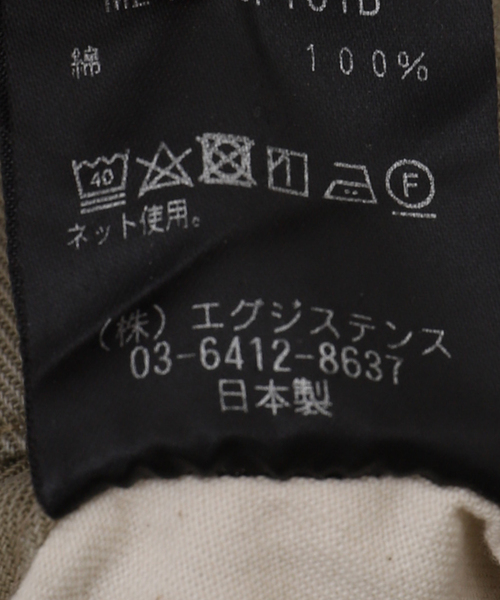 綿 100%
40 F
ネット使用。
（株）エグジステンス
03-6412-8637
日本製